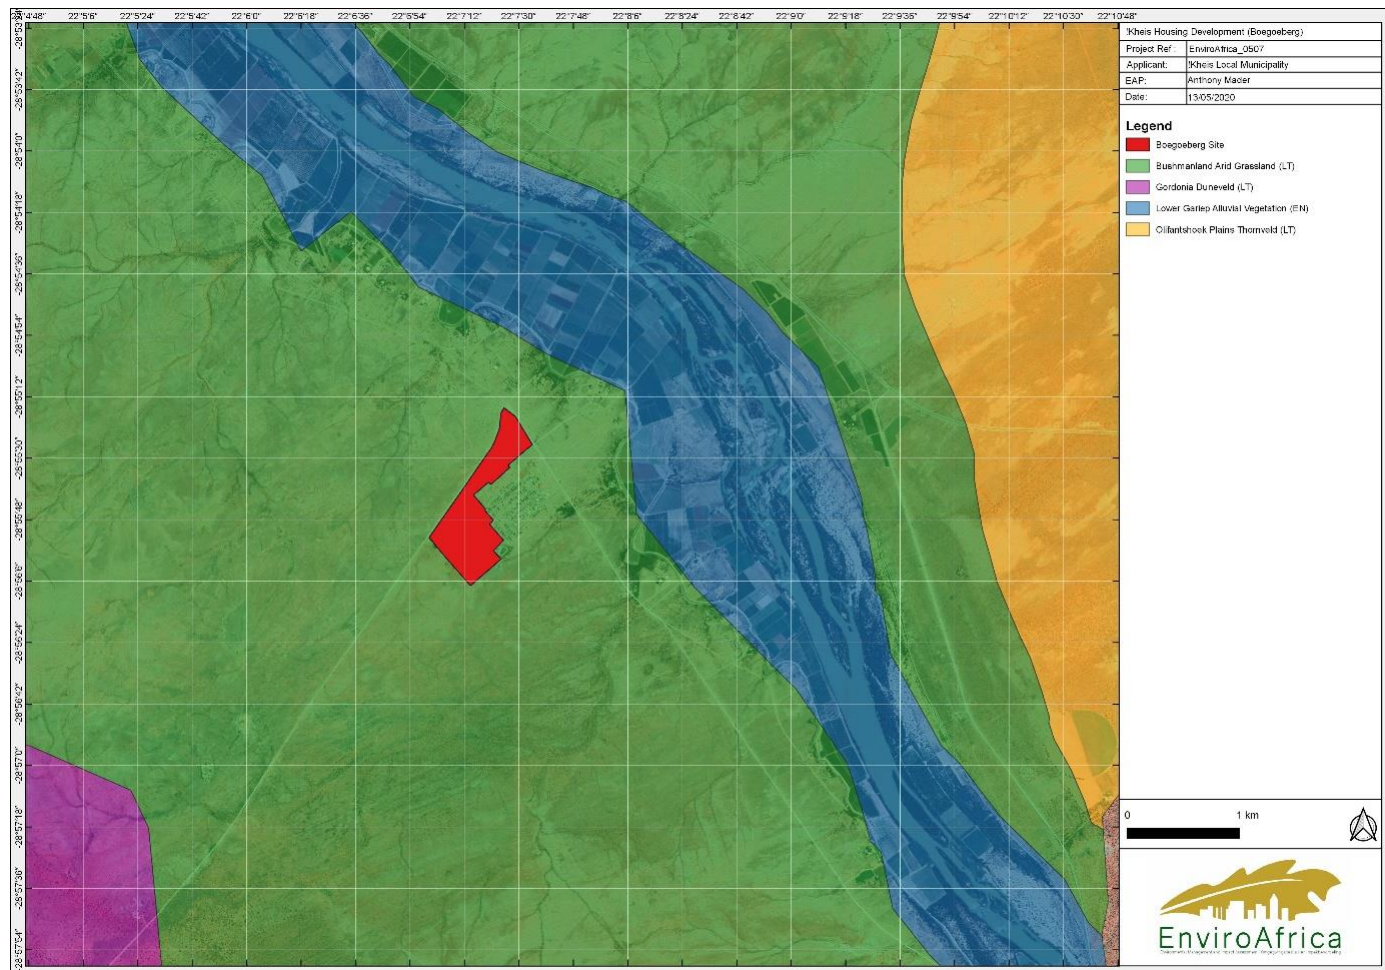 22°5'6" 22°5'24" 22°5'42" 22°6'0" 22°6'18" 22°6'36" 22°6'54" 22°7'12" 22°7'30" 22°7'48" 22°8'6" 22°8'24" 22°8'42" 22°9'0" 22°9'18" 22°9'36" 22°9'54" 22°10'12" 22°10'30" 22°10'48"
-28°53'42"
-28°54'0"
-28°54'18"
-28°54'36"
-28°54'54"
-28°55'12"
-28°55'30"
-28°55'48"
-28°56'6"
-28°56'24"
-28°56'42"
-28°57'0"
-28°57'18"
-28°57'36"
-28°57'54"
!Kheis Housing Development (Boegoeberg)
Project Ref : EnviroAfrica_0507
Applicant: !Kheis Local Municipality
EAP: Anthony Mader
Date: 13/05/2020
Legend
Boegoeberg Site
Bushmanland Arid Grassland (LT)
Gordonia Duneveld (LT)
Lower Gariep Alluvial Vegetation (EN)
Olifantshoek Plains Thornveld (LT)
0 1 km
EnviroAfrica